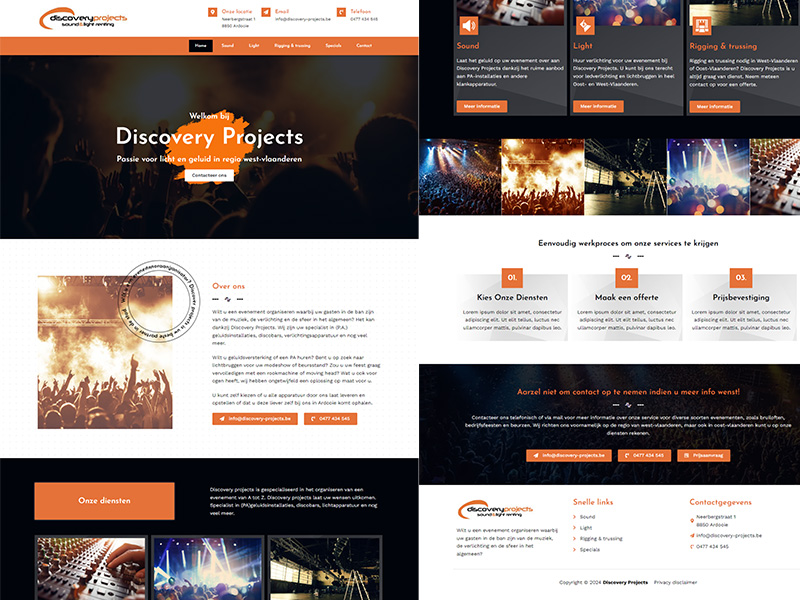 discoveryprojects
sound & light renting
Onze locatie
Neerbergstraat 1
8850 Ardooie
Email
info@discovery-projects.be
Telefoon
0477 434 545
Home
Sound
Light
Rigging & trussing
Specials
Contact
Welkom bij
Discovery Projects
Passie voor licht en geluid in regio west-vlaanderen
Contacteer ons
Over ons
Wilt u een evenement organiseren waarbij uw gasten in de ban zijn
van de muziek, de verlichting en de sfeer in het algemeen? Het kan
dankzij Discovery Projects. Wij zijn uw specialist in (P.A.)
geluidsinstallaties, discobars, verlichtingsinstallaties en nog veel
meer.
Wilt u geluidsversterking of een PA huren? Bent u op zoek naar
lichtbruggen voor uw modeshow of beursstand? Zou u uw feest graag
vervolledigen met een rookmachine of moving head? Wat u ook voor
ogen heeft, wij hebben ongetwijfeld een oplossing op maat voor u.
U kunt zelf kiezen of u alle apparatuur door ons laat leveren en
opstellen of dat u deze liever zelf bij ons in Ardooie komt ophalen.
info@discovery-projects.be
0477 434 545
Onze diensten
Discovery projects is gespecialiseerd in het organiseren van een
evenement van A tot Z. Discovery projects laat uw wensen uitkomen.
Specialist in (PA)geluidsinstallaties, discobars, lichtapparatuur en nog
veel meer.
Sound
Laat het geluid op uw evenement over aan
Discovery Projects dankzij het ruime aanbod
aan PA-installaties en andere
klankapparatuur.
Meer informatie
Light
Huur verlichting voor uw evenement bij
Discovery Projects. U kunt bij ons terecht
voor ledverlichting en lichtbruggen in heel
Oost- en West-Vlaanderen.
Meer informatie
Rigging & trussing
Rigging en trussing nodig in West-Vlaanderen
of Oost-Vlaanderen? Discovery Projects is u
altijd graag van dienst. Neem meteen
contact op voor een offerte.
Meer informatie
Eenvoudig werkproces om onze services te krijgen
01.
Kies Onze Diensten
Lorem ipsum dolor sit amet, consectetur
adipiscing elit. Ut elit tellus, luctus nec
ullamcorper mattis, pulvinar dapibus leo.
02.
Maak een offerte
Lorem ipsum dolor sit amet, consectetur
adipiscing elit. Ut elit tellus, luctus nec
ullamcorper mattis, pulvinar dapibus leo.
03.
Prijsbevestiging
Lorem ipsum dolor sit amet, consectetur
adipiscing elit. Ut elit tellus, luctus nec
ullamcorper mattis, pulvinar dapibus leo.
Aarzel niet om contact op te nemen indien u meer info wenst!
Contacteer ons telefonisch of via mail voor meer informatie over onze service voor diverse soorten evenementen, zoals bruiloften,
bedrijfsfeesten en beurzen. Wij richten ons voornamelijk op de regio van west-vlaanderen, maar ook in oost-vlaanderen kunt u op onze
diensten rekenen.
info@discovery-projects.be
0477 434 545
Prijsaanvraag
discoveryprojects
sound & light renting
Wilt u een evenement organiseren waarbij
uw gasten in de ban zijn van de muziek,
de verlichting en de sfeer in het
algemeen?
Snelle links
Sound
Light
Rigging & trussing
Specials
Contactgegevens
Neerbergstraat 1
8850 Ardooie
info@discovery-projects.be
0477 434 545
Copyright © 2024 Discovery Projects
Privacy disclaimer